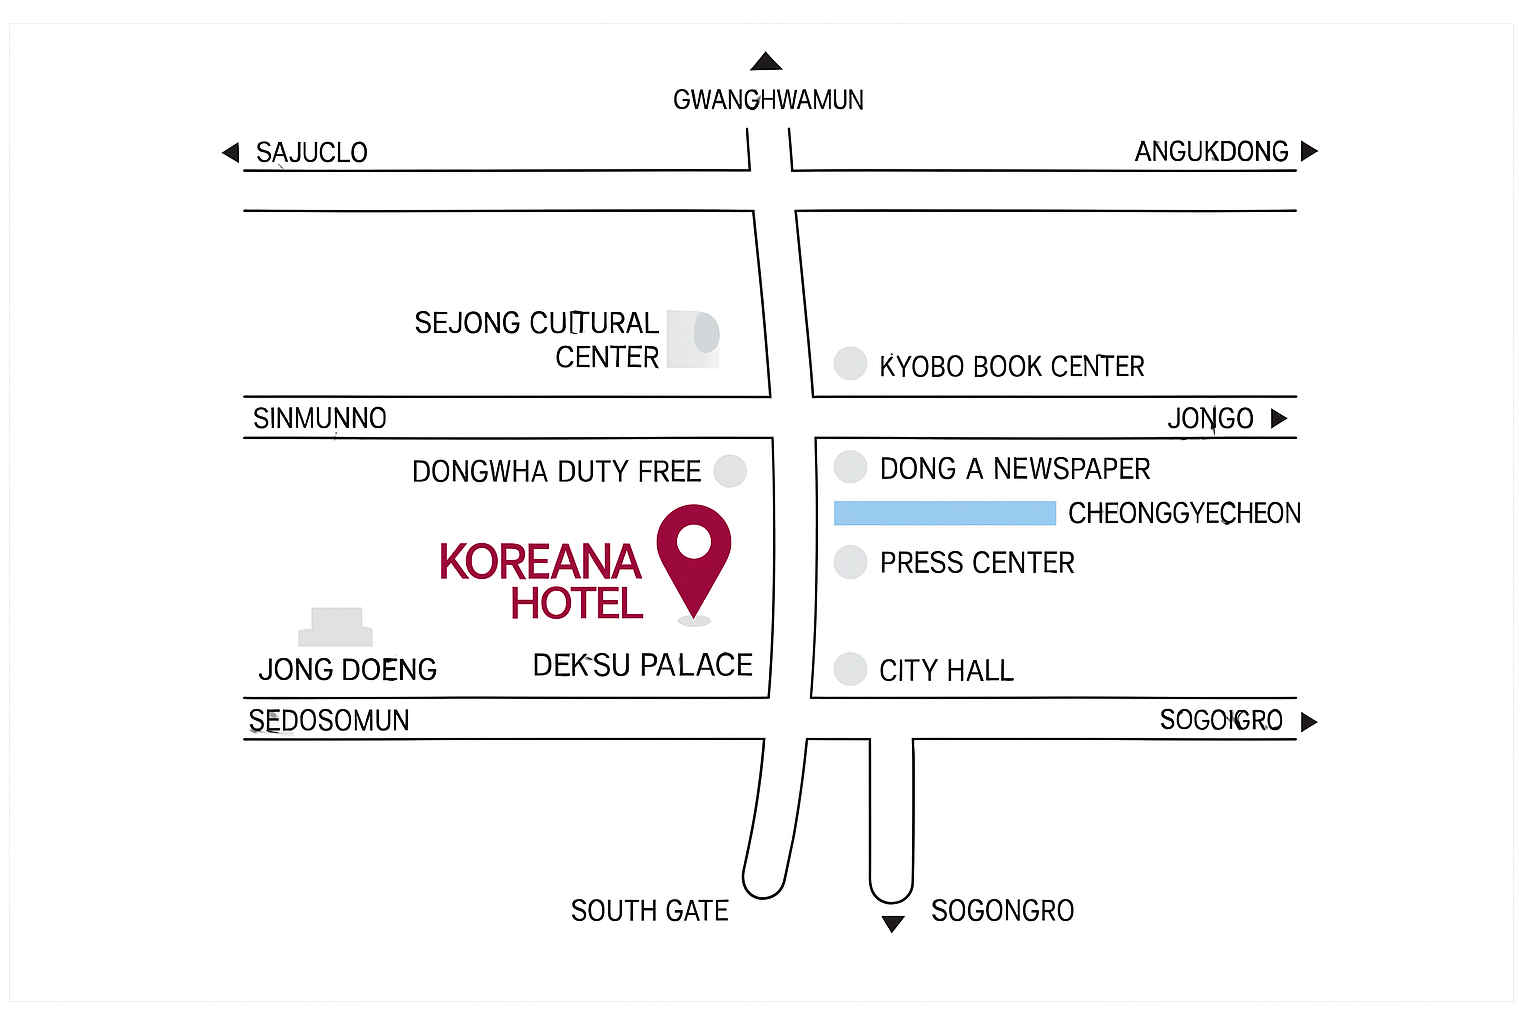 GWANGHWAMUN
SAJUCLO
ANGUKDONG
SEJONG CULTURAL
CENTER
KYOBO BOOK CENTER
SINMUNNO
JONGO
DONGWHA DUTY FREE
DONG A NEWSPAPER
CHEONGGYECHEON
KOREANA
HOTEL
PRESS CENTER
JONG DOENG
DEKSU PALACE
CITY HALL
SEDOSOMUN
SOUTH GATE
SOGONGRO